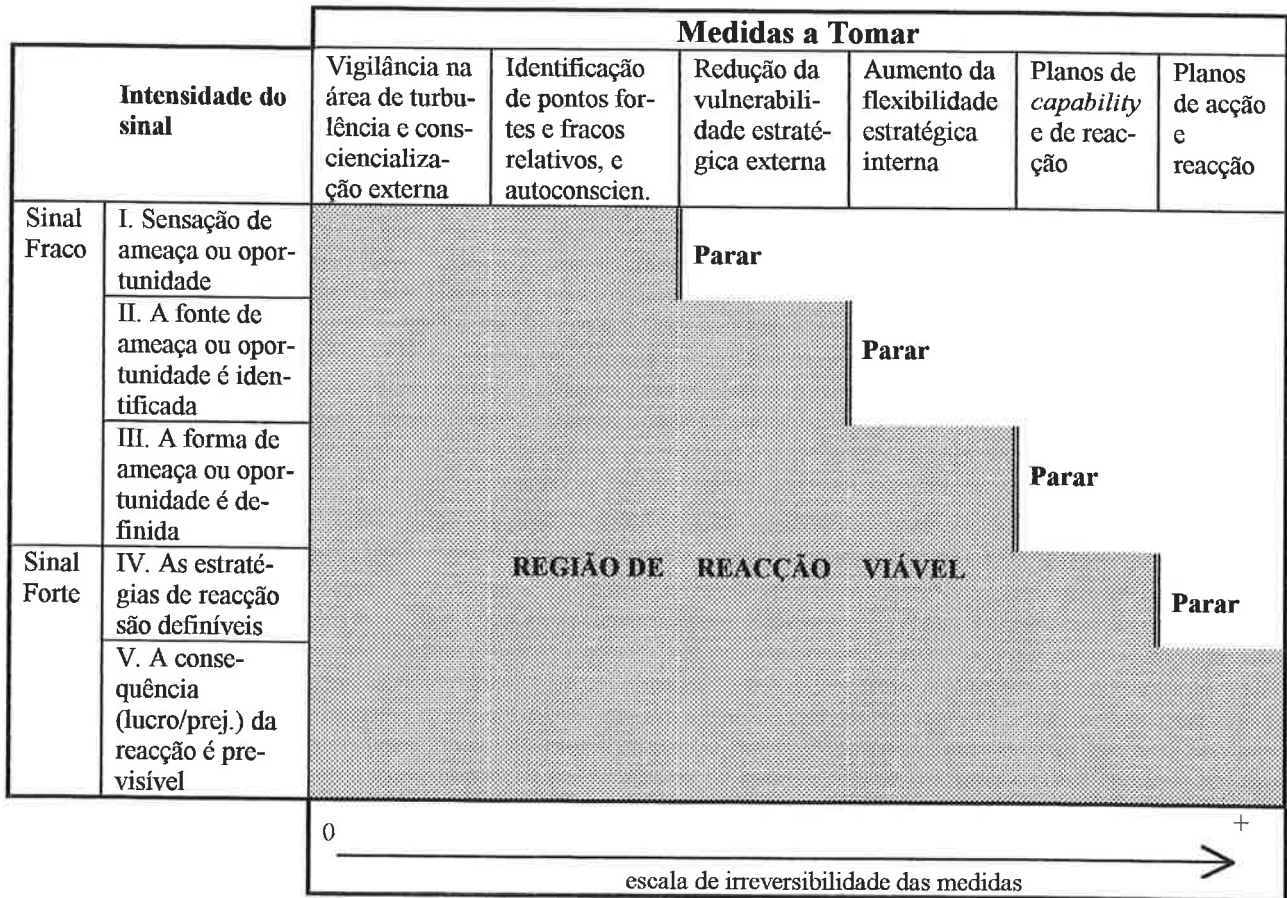 Medidas a Tomar
Intensidade do
sinal
Vigilância na
área de turbu-
lência e cons-
ciencializa-
ção externa
Identificação
de pontos for-
tes e fracos
relativos, e
autoconscien.
Redução da
vulnerabili-
dade estraté-
gica externa
Aumento da
flexibilidade
estratégica
interna
Planos de
capability
e de reac-
ção
Planos
de acção
e
reacção
Sinal
Fraco
I. Sensação de
ameaça ou opor-
tunidade
Parar
II. A fonte de
ameaça ou opor-
tunidade é iden-
tificada
Parar
III. A forma de
ameaça ou opor-
tunidade é de-
finida
Parar
Sinal
Forte
IV. As estraté-
gias de reacção
são definíveis
REGIÃO DE REACÇÃO VIÁVEL
Parar
V. A conse-
quência
(lucro/prej.) da
reacção é pre-
visível
0 +
escala de irreversibilidade das medidas